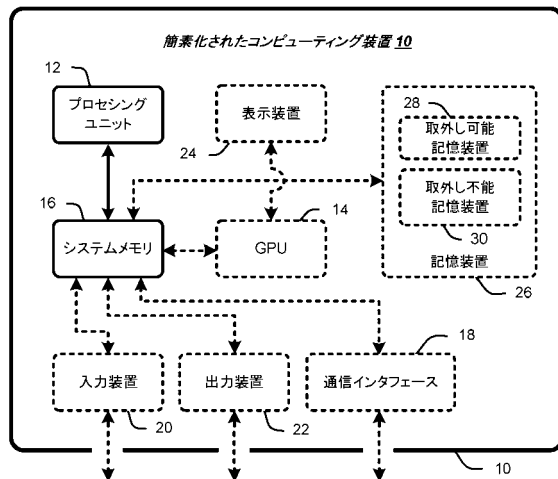 簡素化されたコンピューティング装置 10
12
プロセシング
ユニット
表示装置
24
28
取外し可能
記憶装置
取外し不能
記憶装置
30
記憶装置
26
16
システムメモリ
14
GPU
18
入力装置
20
出力装置
22
通信インタフェース
10